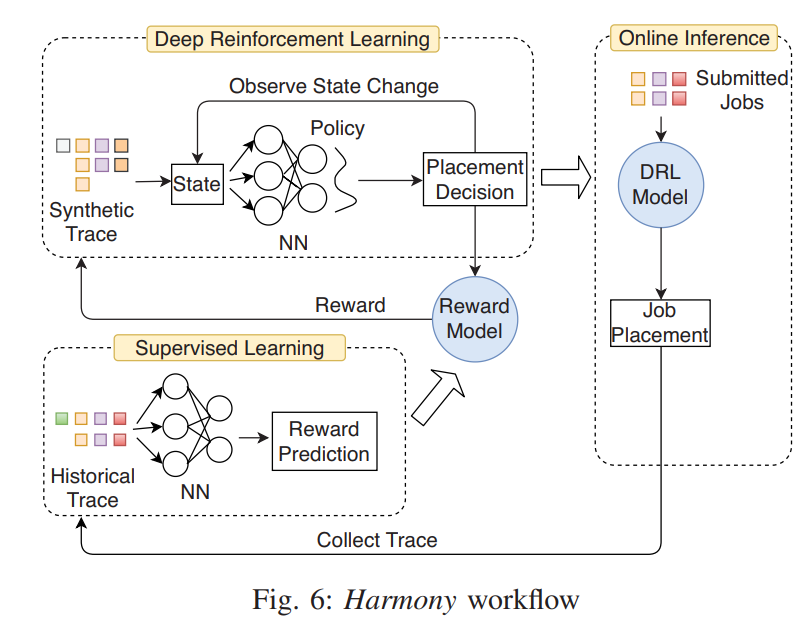 Deep Reinforcement Learning
Online Inference
Observe State Change
Submitted
Jobs
Policy
State
Placement
Decision
DRL
Model
Synthetic
Trace
NN
Reward
Reward
Model
Job
Placement
Supervised Learning
Reward
Prediction
Historical
Trace
NN
Collect Trace
Fig. 6: Harmony workflow